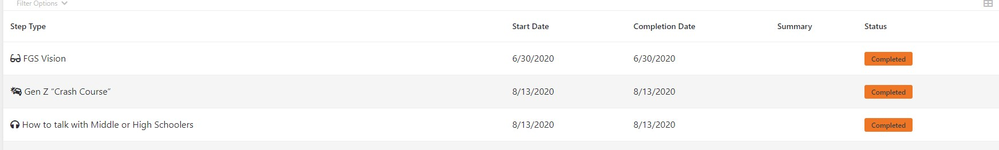 Filter Options
Step Type Start Date Completion Date Summary Status
FGS Vision 6/30/2020 6/30/2020 Completed
Gen Z “Crash Course” 8/13/2020 8/13/2020 Completed
How to talk with Middle or High Schoolers 8/13/2020 8/13/2020 Completed